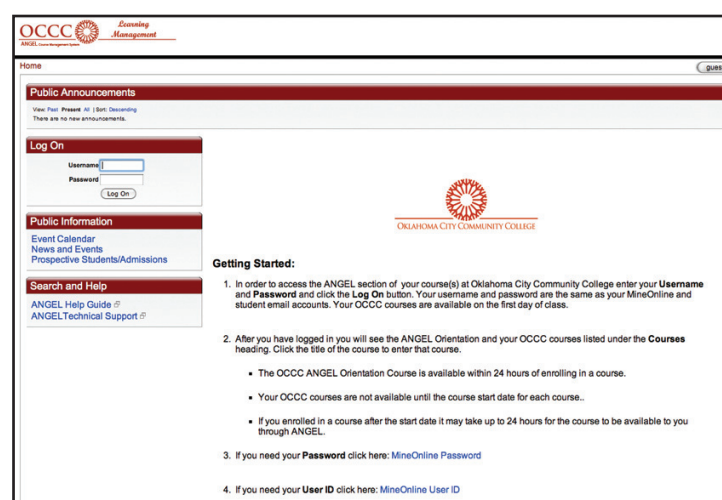 OCCC Learning
Management
ANGEL Course Management System
Home
gues
Public Announcements
View: Past Present All | Sort: Descending
There are no new announcements.
Log On
Username
Password
Log On
Public Information
Event Calendar
News and Events
Prospective Students/Admissions
Search and Help
ANGEL Help Guide
ANGELTechnical Support
OKLAHOMA CITY COMMUNITY COLLEGE
Getting Started:
1. In order to access the ANGEL section of your course(s) at Oklahoma City Community College enter your Username
and Password and click the Log On button. Your username and password are the same as your MineOnline and
student email accounts. Your OCCC courses are available on the first day of class.
2. After you have logged in you will see the ANGEL Orientation and your OCCC courses listed under the Courses
heading. Click the title of the course to enter that course.
▪ The OCCC ANGEL Orientation Course is available within 24 hours of enrolling in a course.
▪ Your OCCC courses are not available until the course start date for each course..
▪ If you enrolled in a course after the start date it may take up to 24 hours for the course to be available to you
through ANGEL.
3. If you need your Password click here: MineOnline Password
4. If you need your User ID click here: MineOnline User ID